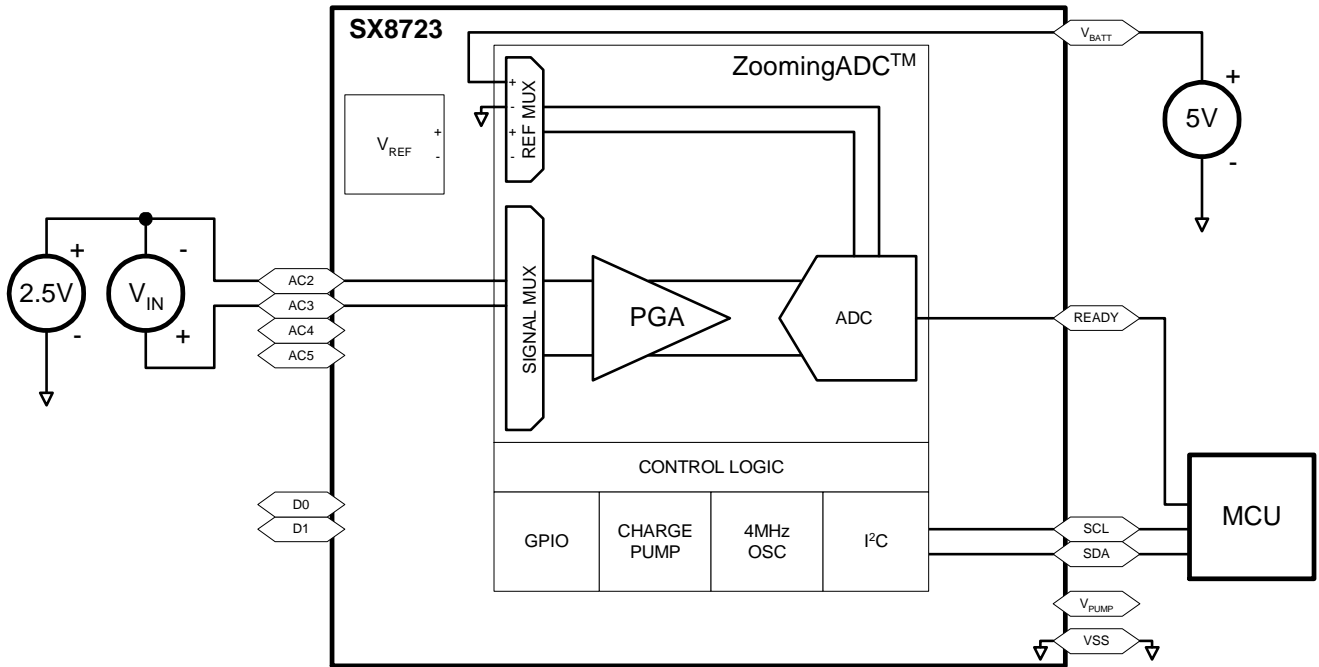 SX8723
V_BATT
ZoomingADC™
+
-
+
-
REF MUX
V_REF
+
-
+
5V
-
+
2.5V
-
-
V_IN
+
AC2
AC3
AC4
AC5
SIGNAL MUX
PGA
ADC
READY
CONTROL LOGIC
D0
D1
GPIO
CHARGE
PUMP
4MHz
OSC
I²C
SCL
SDA
MCU
V_PUMP
VSS